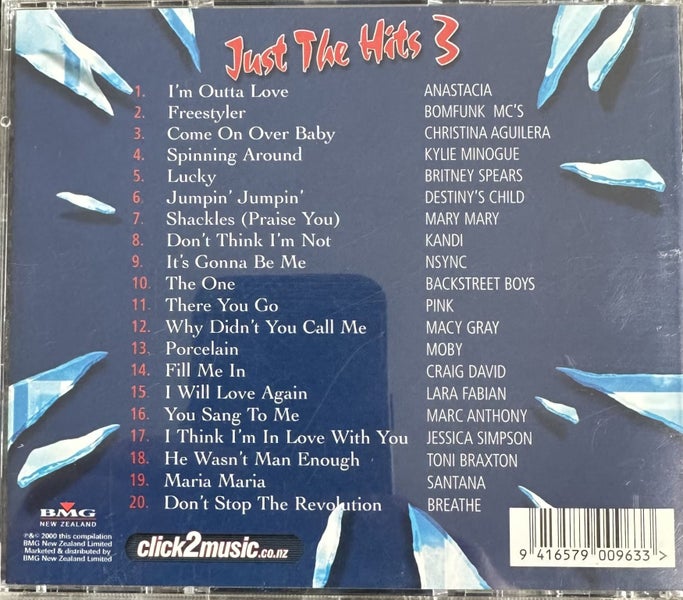 Just The Hits 3
1. I'm Outta Love ANASTACIA
2. Freestyler BOMFUNK MC'S
3. Come On Over Baby CHRISTINA AGUILERA
4. Spinning Around KYLIE MINOGUE
5. Lucky BRITNEY SPEARS
6. Jumpin' Jumpin' DESTINY'S CHILD
7. Shackles (Praise You) MARY MARY
8. Don't Think I'm Not KANDI
9. It's Gonna Be Me NSYNC
10. The One BACKSTREET BOYS
11. There You Go PINK
12. Why Didn't You Call Me MACY GRAY
13. Porcelain MOBY
14. Fill Me In CRAIG DAVID
15. I Will Love Again LARA FABIAN
16. You Sang To Me MARC ANTHONY
17. I Think I'm In Love With You JESSICA SIMPSON
18. He Wasn't Man Enough TONI BRAXTON
19. Maria Maria SANTANA
20. Don't Stop The Revolution BREATHE
BMG
NEW ZEALAND
℗&© 2000 this compilation
BMG New Zealand Limited
Marketed & distributed by
BMG New Zealand Limited
click2music.co.nz
9 416579 009633 >